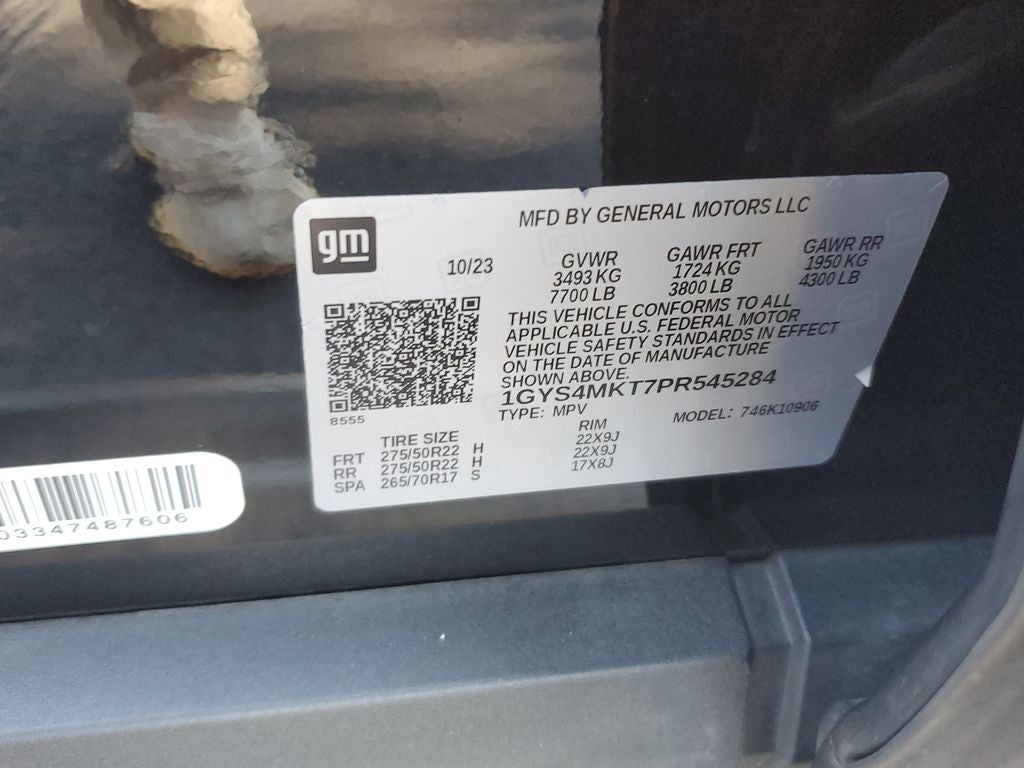 MFD BY GENERAL MOTORS LLC
gm
10/23
GVWR
3493 KG
7700 LB
GAWR FRT
1724 KG
3800 LB
GAWR RR
1950 KG
4300 LB
THIS VEHICLE CONFORMS TO ALL
APPLICABLE U.S. FEDERAL MOTOR
VEHICLE SAFETY STANDARDS IN EFFECT
ON THE DATE OF MANUFACTURE
SHOWN ABOVE.
1GYS4MKT7PR545284
TYPE: MPV MODEL: 746K10906
8555
TIRE SIZE RIM
FRT 275/50R22 H 22X9J
RR 275/50R22 H 22X9J
SPA 265/70R17 S 17X8J
03347487606